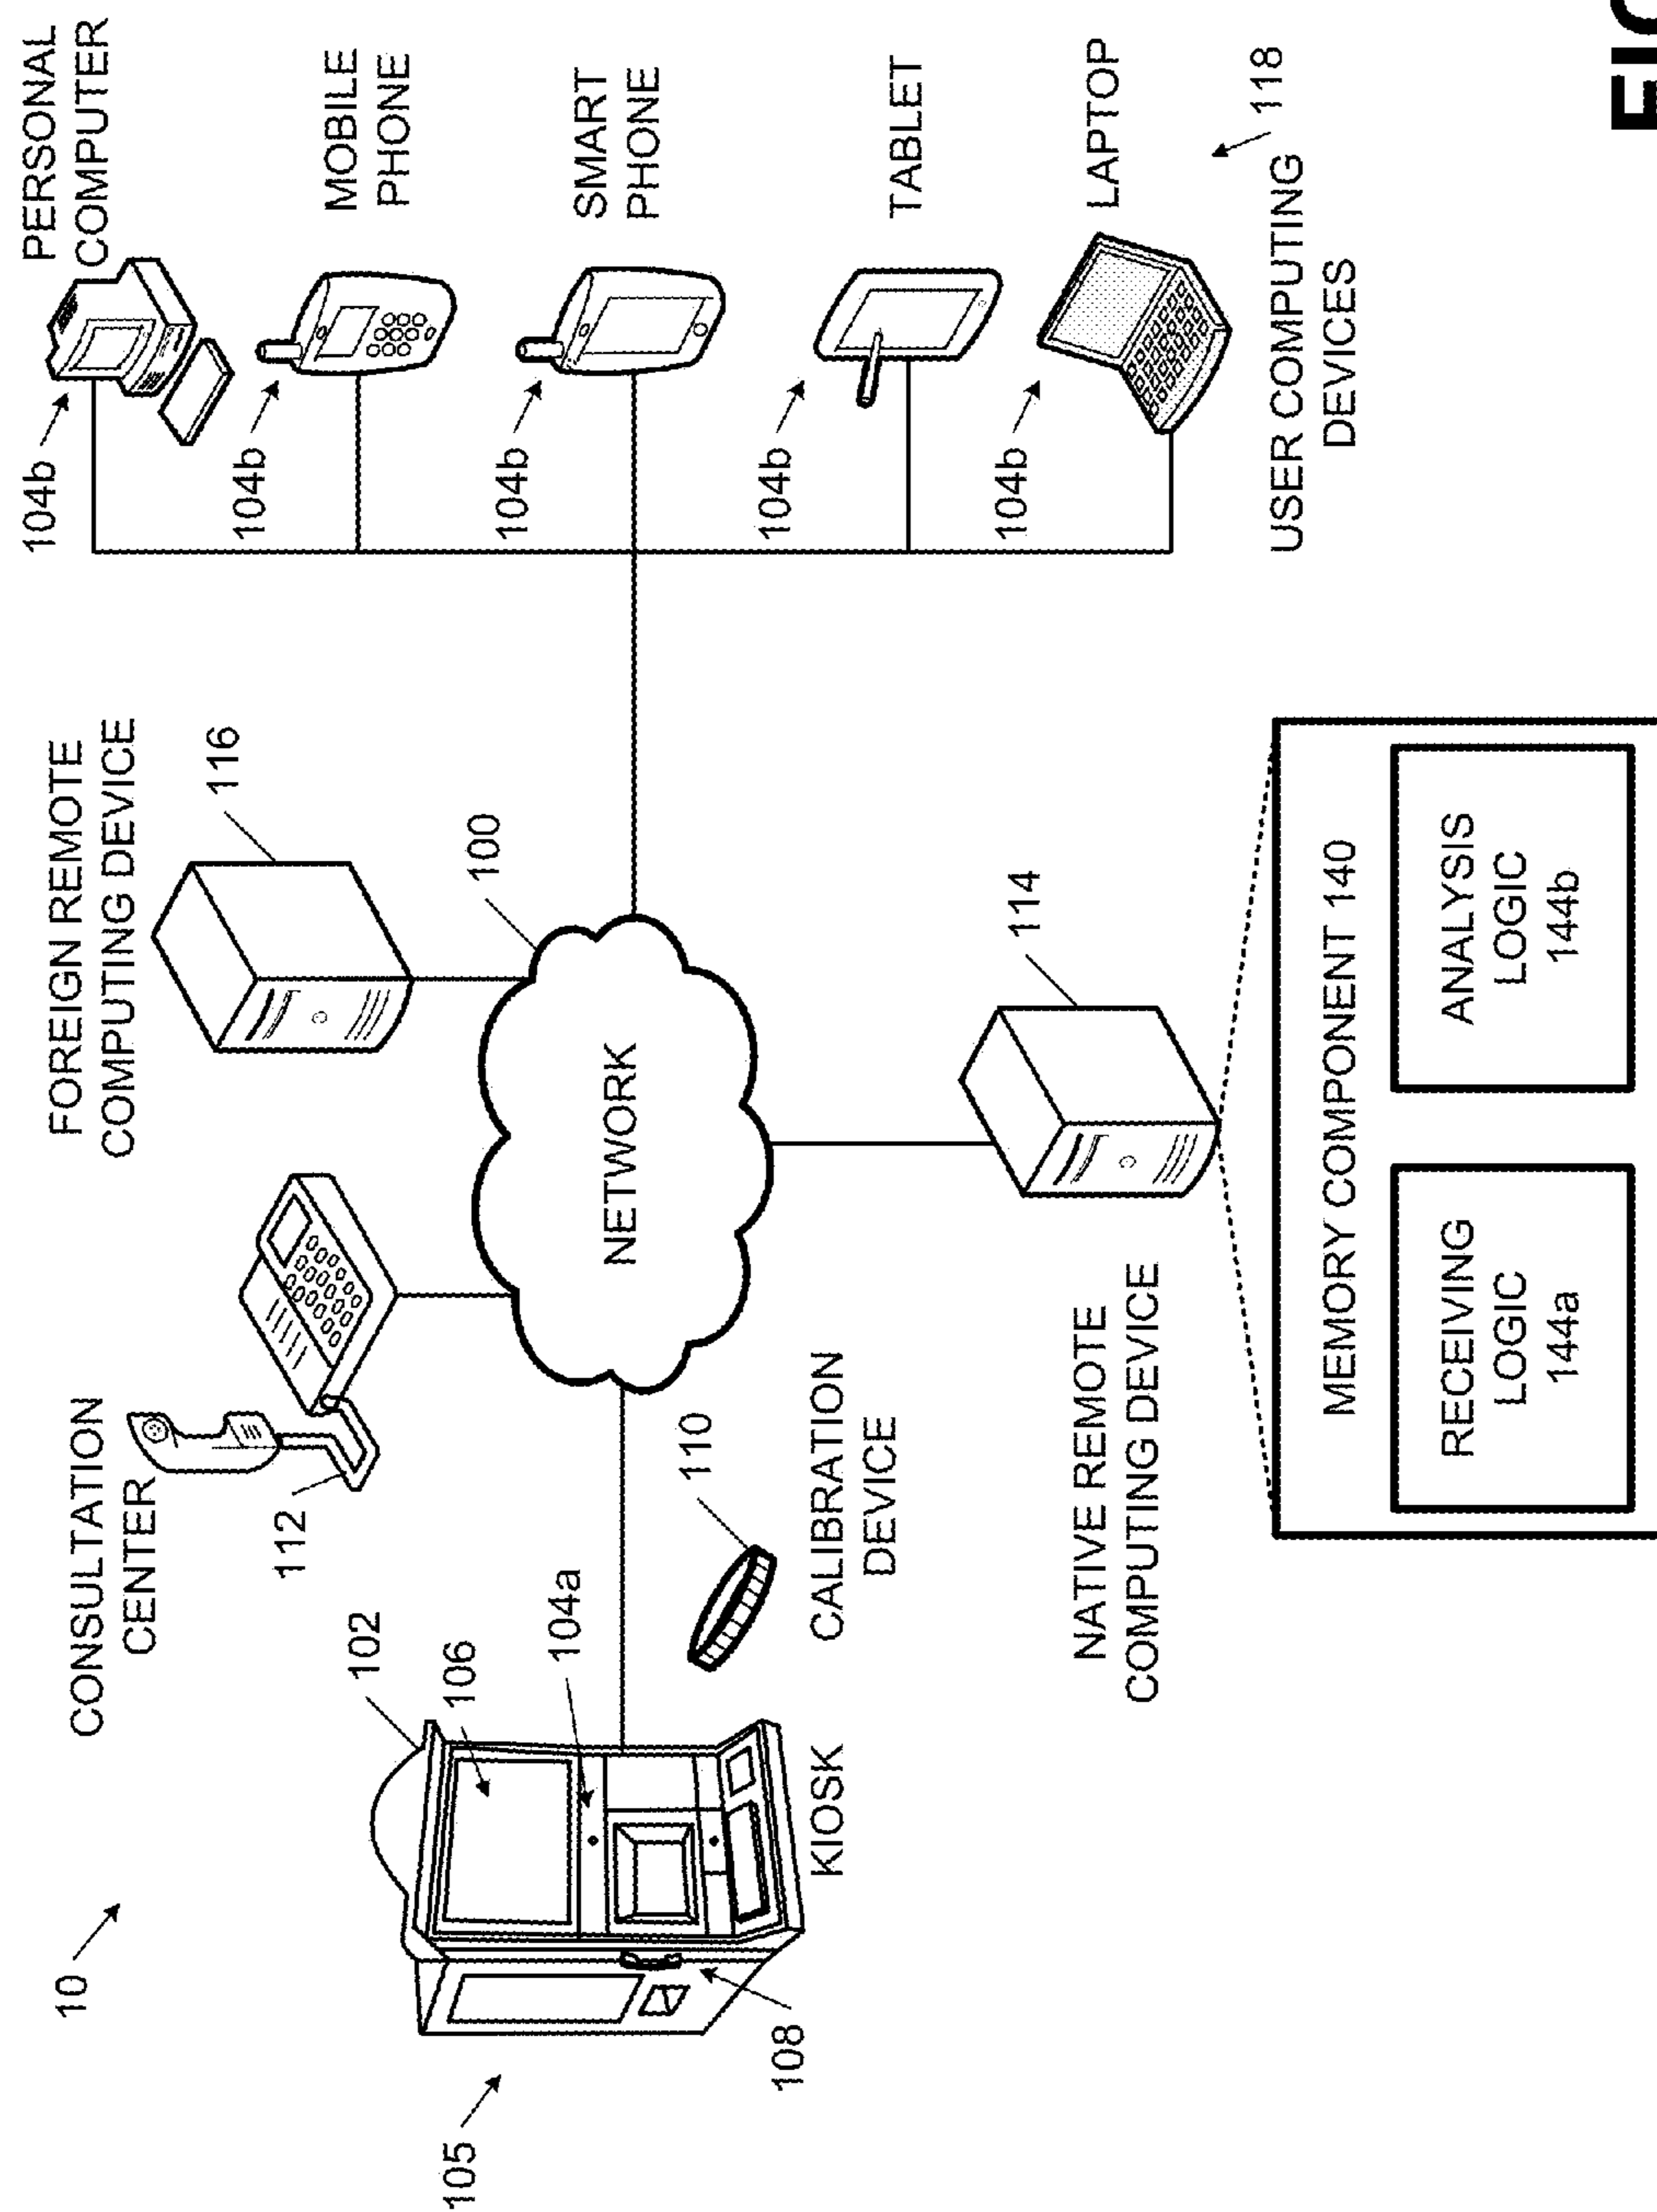 10
CONSULTATION
CENTER
112
FOREIGN REMOTE
COMPUTING DEVICE
116
104b
PERSONAL
COMPUTER
104b
MOBILE
PHONE
104b
SMART
PHONE
104b
TABLET
104b
LAPTOP
118
USER COMPUTING
DEVICES
100
NETWORK
105
102
106
104a
108
KIOSK
110
CALIBRATION
DEVICE
114
NATIVE REMOTE
COMPUTING DEVICE
MEMORY COMPONENT 140
RECEIVING
LOGIC
144a
ANALYSIS
LOGIC
144b